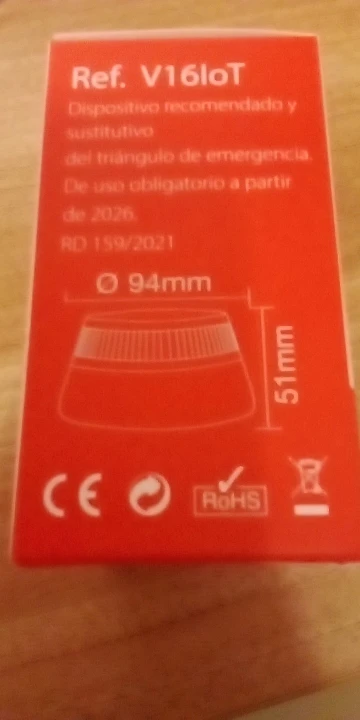 Ref. V16IoT
Dispositivo recomendado y
sustitutivo
del triángulo de emergencia.
De uso obligatorio a partir
de 2026.
RD 159/2021
Ø 94mm
51mm
CE
RoHS